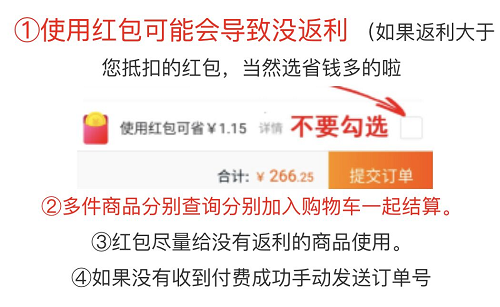 ①使用红包可能会导致没返利（如果返利大于
您抵扣的红包，当然选省钱多的啦
使用红包可省￥1.15 详情 不要勾选
合计：￥266.25 提交订单
②多件商品分别查询分别加入购物车一起结算。
③红包尽量给没有返利的商品使用。
④如果没有收到付费成功手动发送订单号